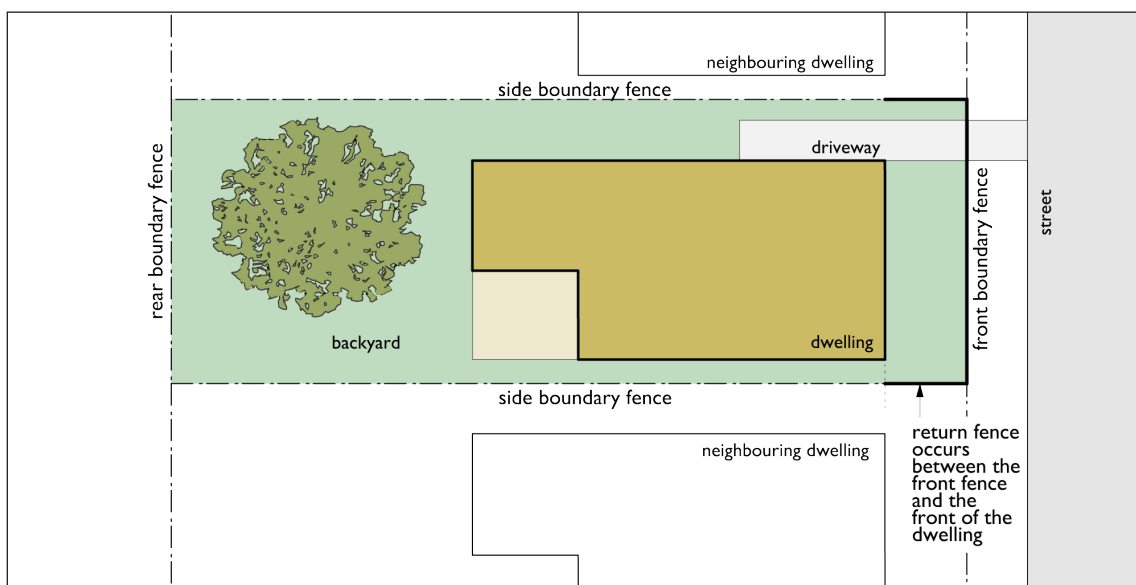 neighbouring dwelling
side boundary fence
driveway
rear boundary fence
front boundary fence
street
backyard
dwelling
side boundary fence
neighbouring dwelling
return fence
occurs
between the
front fence
and the
front of the
dwelling